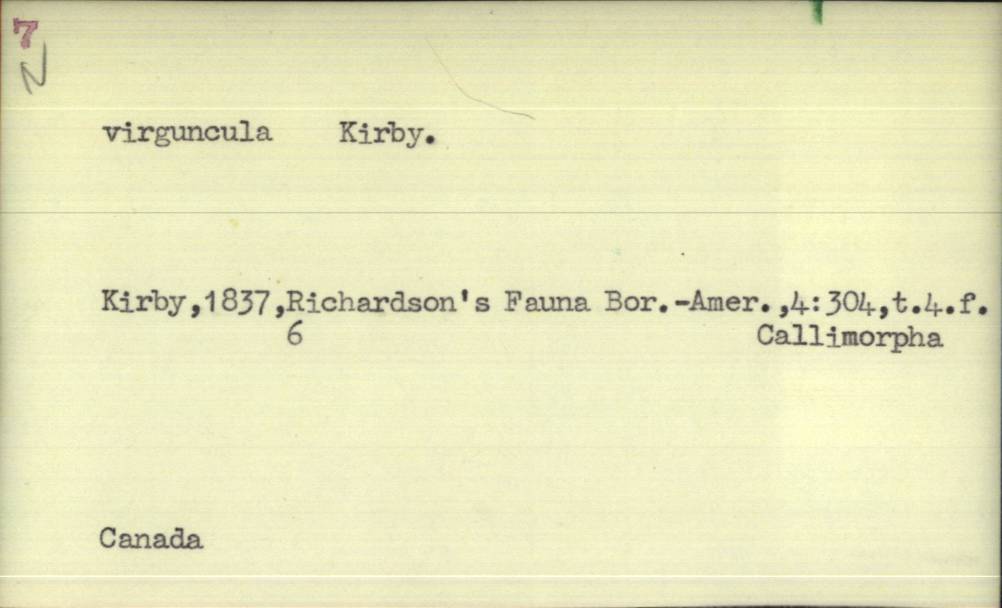 7
virguncula Kirby.
Kirby,1837,Richardson's Fauna Bor.-Amer.,4:304,t.4.f.
6 Callimorpha
Canada